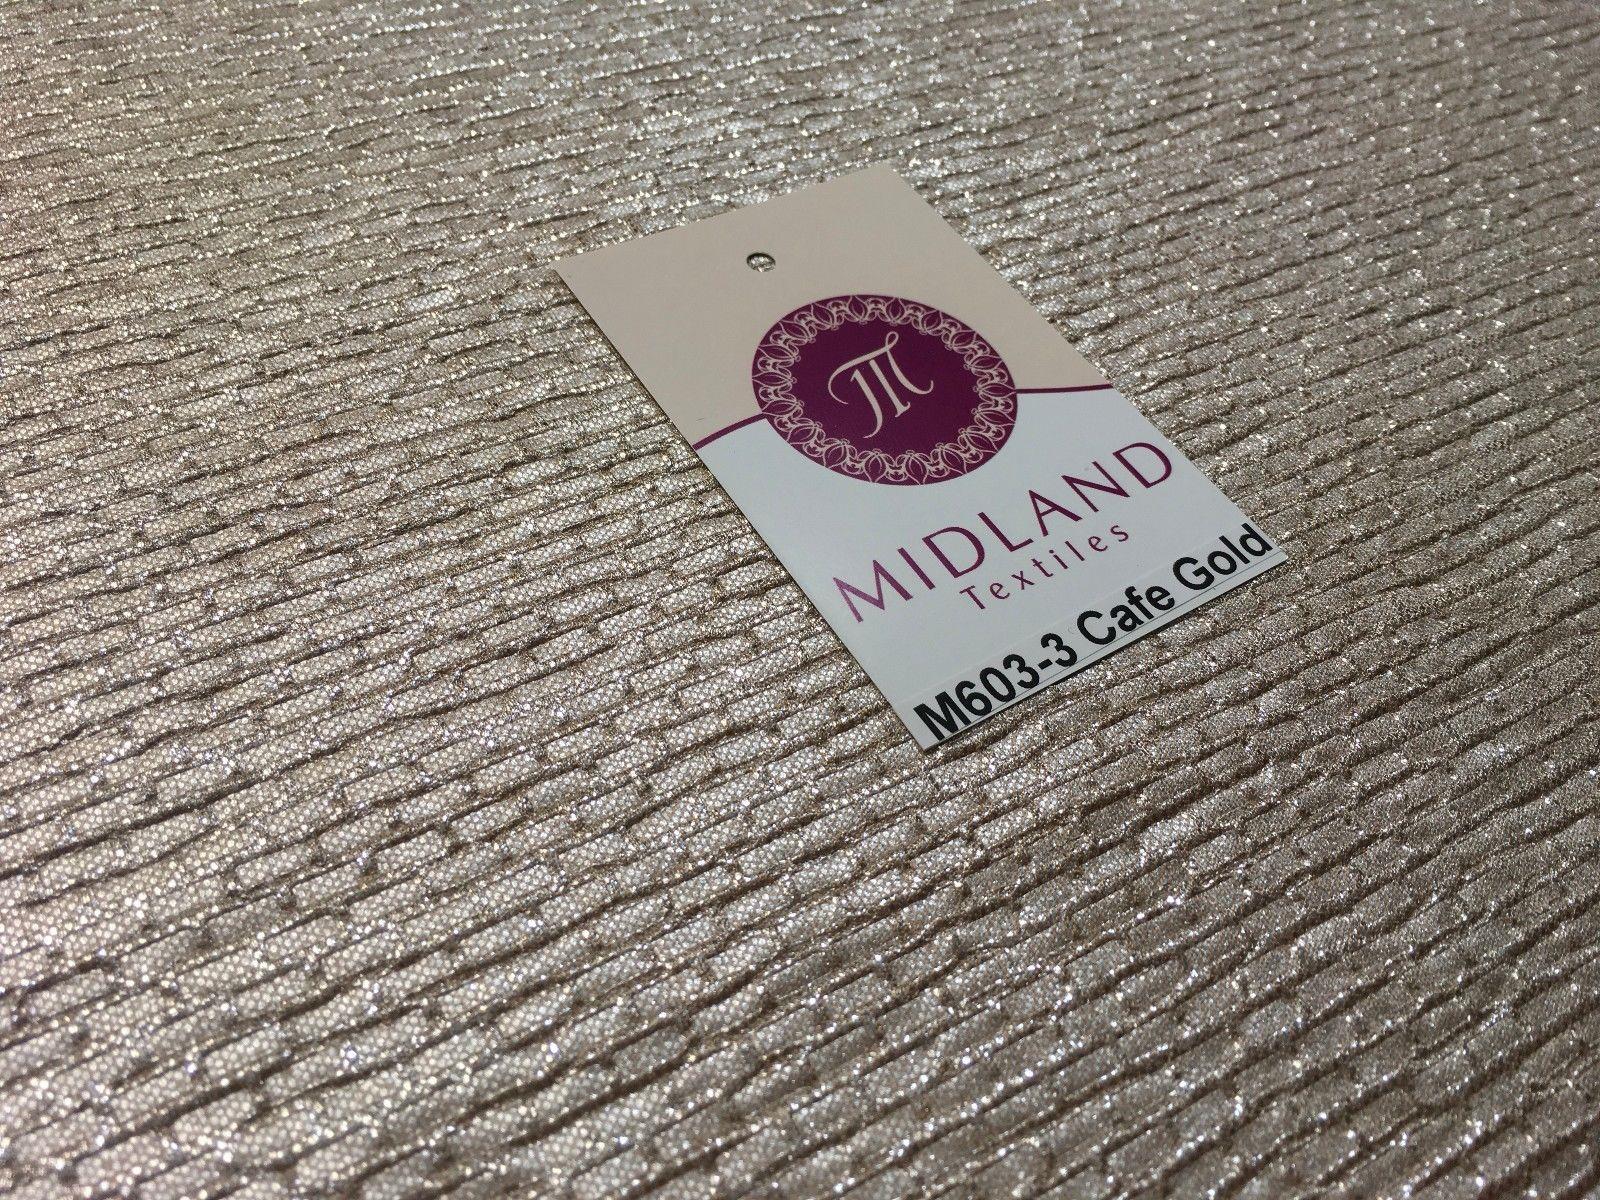 MIDLAND
Textiles
M603-3 Cafe Gold